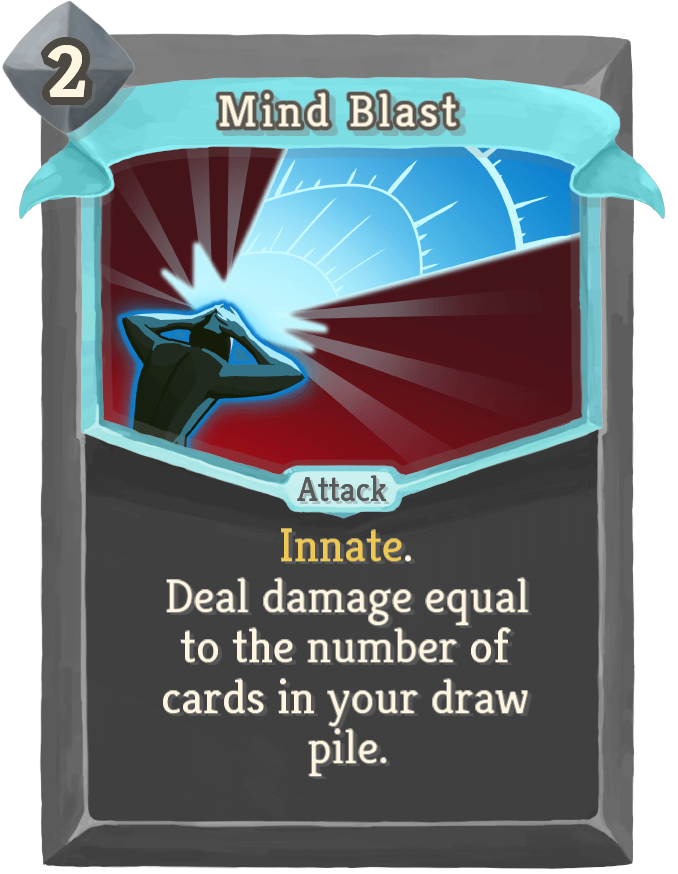 2
Mind Blast
Attack
Innate.
Deal damage equal
to the number of
cards in your draw
pile.